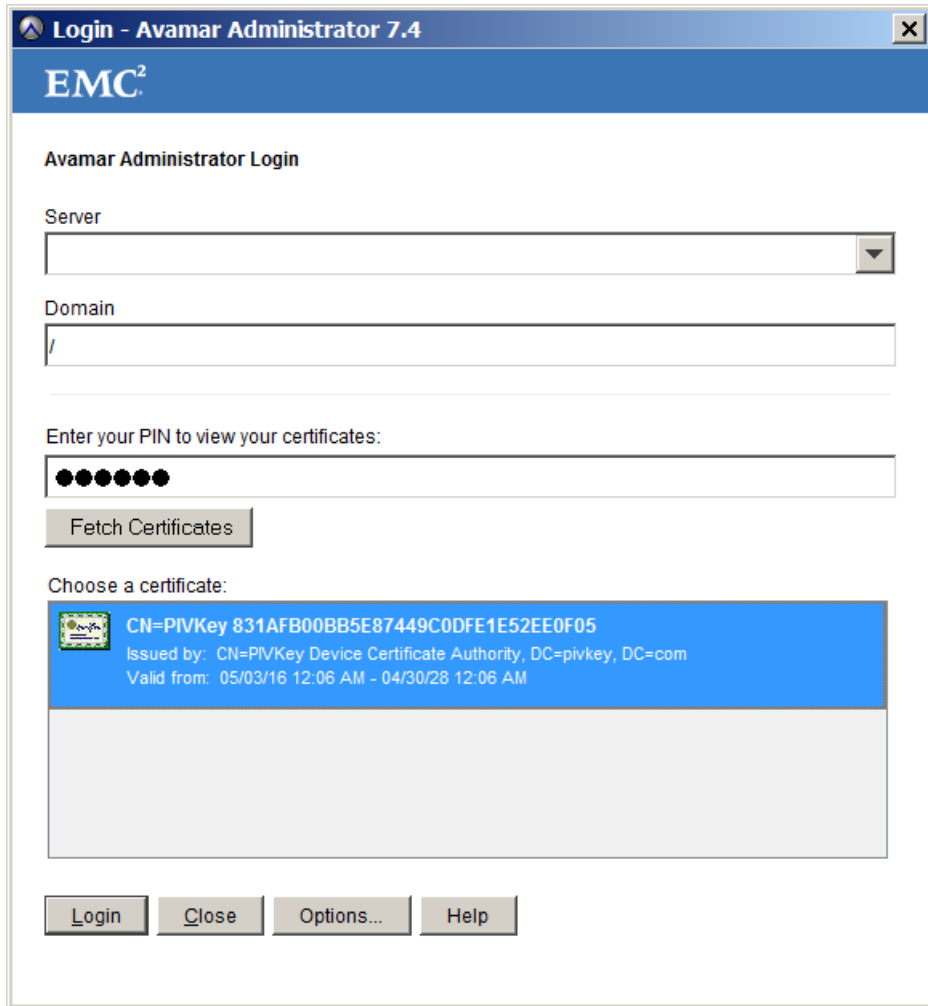 Login - Avamar Administrator 7.4
EMC²
Avamar Administrator Login
Server
Domain
/
Enter your PIN to view your certificates:
●●●●●●
Fetch Certificates
Choose a certificate:
CN=PIVKey 831AFB00BB5E87449C0DFE1E52EE0F05
Issued by: CN=PIVKey Device Certificate Authority, DC=pivkey, DC=com
Valid from: 05/03/16 12:06 AM - 04/30/28 12:06 AM
Login Close Options... Help